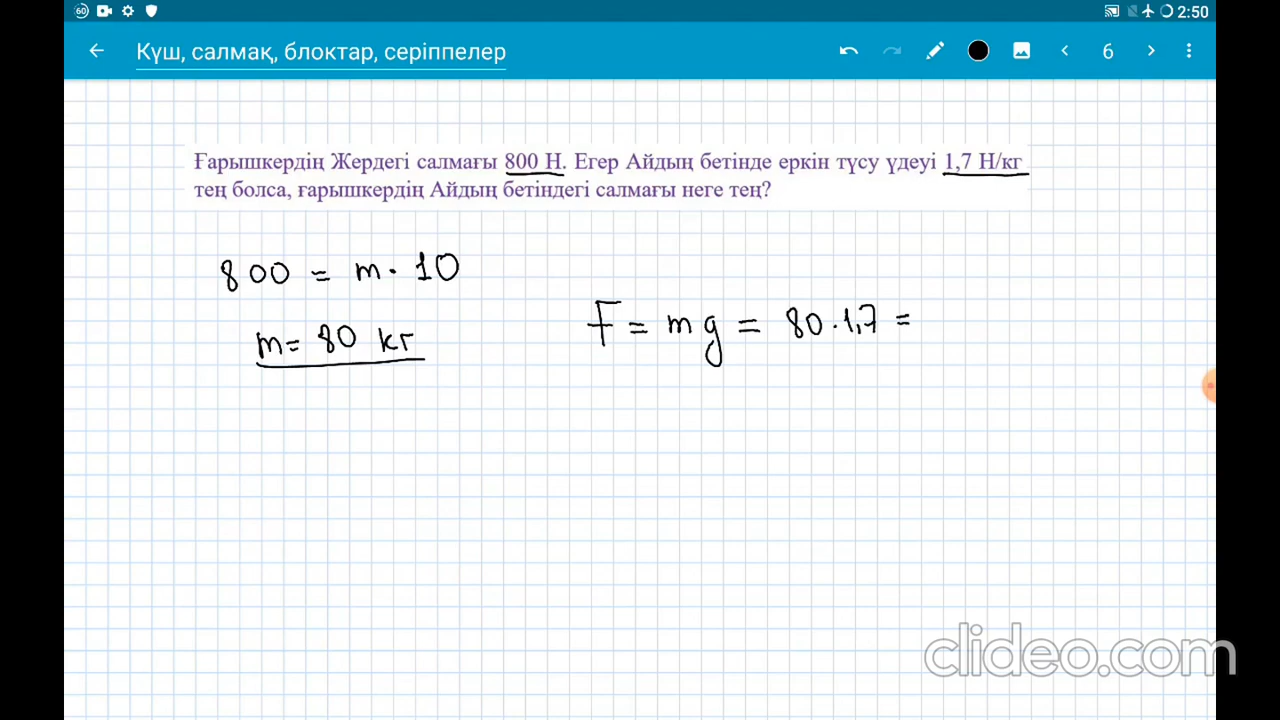 60
2:50
Күш, салмақ, блоктар, серіппелер
6
Ғарышкердің Жердегі салмағы 800 Н. Егер Айдың бетінде еркін түсу үдеуі 1,7 Н/кг
тең болса, ғарышкердің Айдың бетіндегі салмағы неге тең?
800 = m · 10
m = 80 кг
F = mg = 80 · 1,7 =
clideo.com